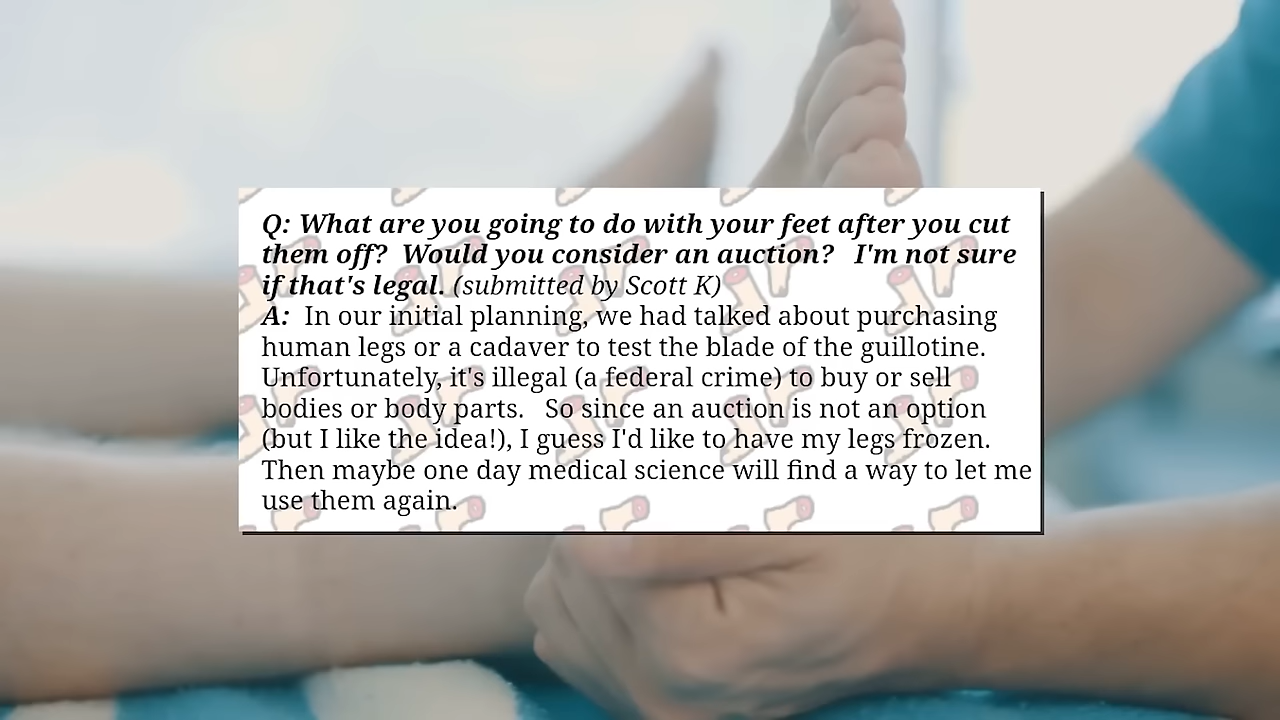 Q: What are you going to do with your feet after you cut
them off?  Would you consider an auction?   I'm not sure
if that's legal. (submitted by Scott K)
A:  In our initial planning, we had talked about purchasing
human legs or a cadaver to test the blade of the guillotine.
Unfortunately, it's illegal (a federal crime) to buy or sell
bodies or body parts.   So since an auction is not an option
(but I like the idea!), I guess I'd like to have my legs frozen.
Then maybe one day medical science will find a way to let me
use them again.